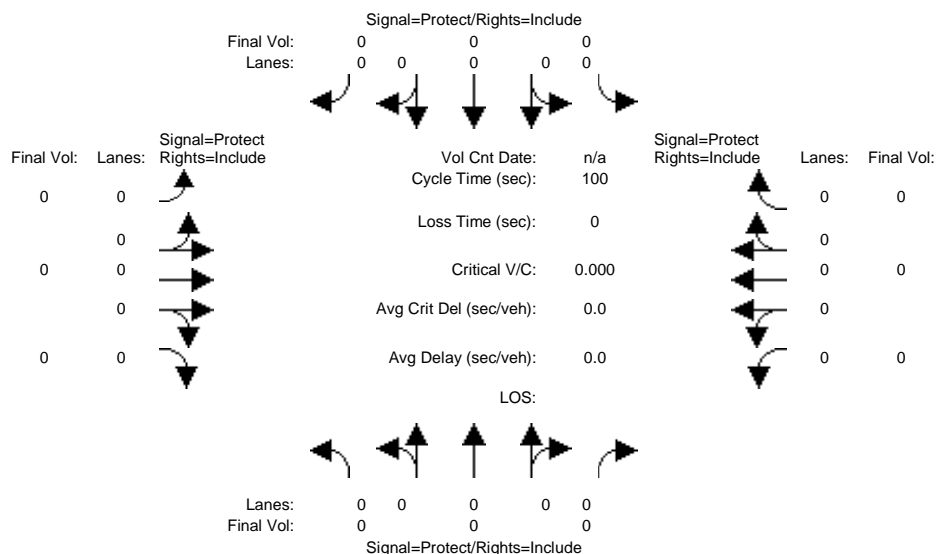 Signal=Protect/Rights=Include
Final Vol: 0 0 0
Lanes: 0 0 0 0 0
Signal=Protect
Final Vol: Lanes: Rights=Include
Vol Cnt Date: n/a
Signal=Protect
Rights=Include Lanes: Final Vol:
Cycle Time (sec): 100
0 0
0 0
Loss Time (sec): 0
0
0
0 0
Critical V/C: 0.000
0 0
0
Avg Crit Del (sec/veh): 0.0
0
0 0
Avg Delay (sec/veh): 0.0
0 0
LOS:
Lanes: 0 0 0 0 0
Final Vol: 0 0 0
Signal=Protect/Rights=Include